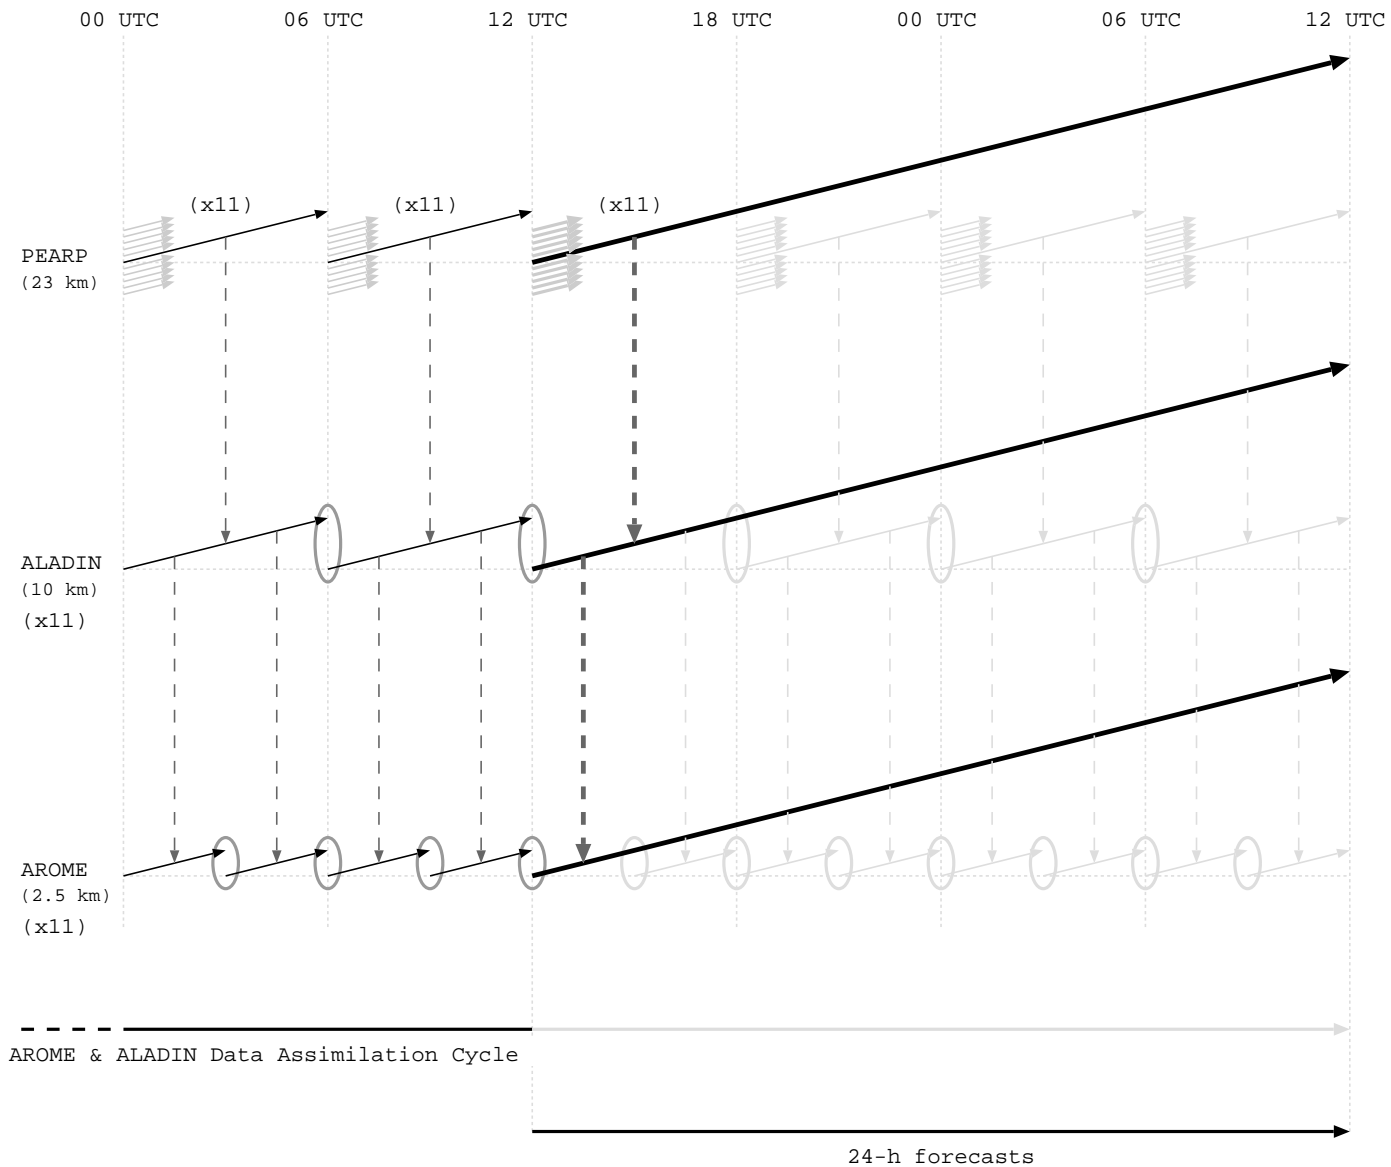 00 UTC 06 UTC 12 UTC 18 UTC 00 UTC 06 UTC 12 UTC
(x11) (x11) (x11)
PEARP
(23 km)
ALADIN
(10 km)
(x11)
AROME
(2.5 km)
(x11)
AROME & ALADIN Data Assimilation Cycle
24-h forecasts